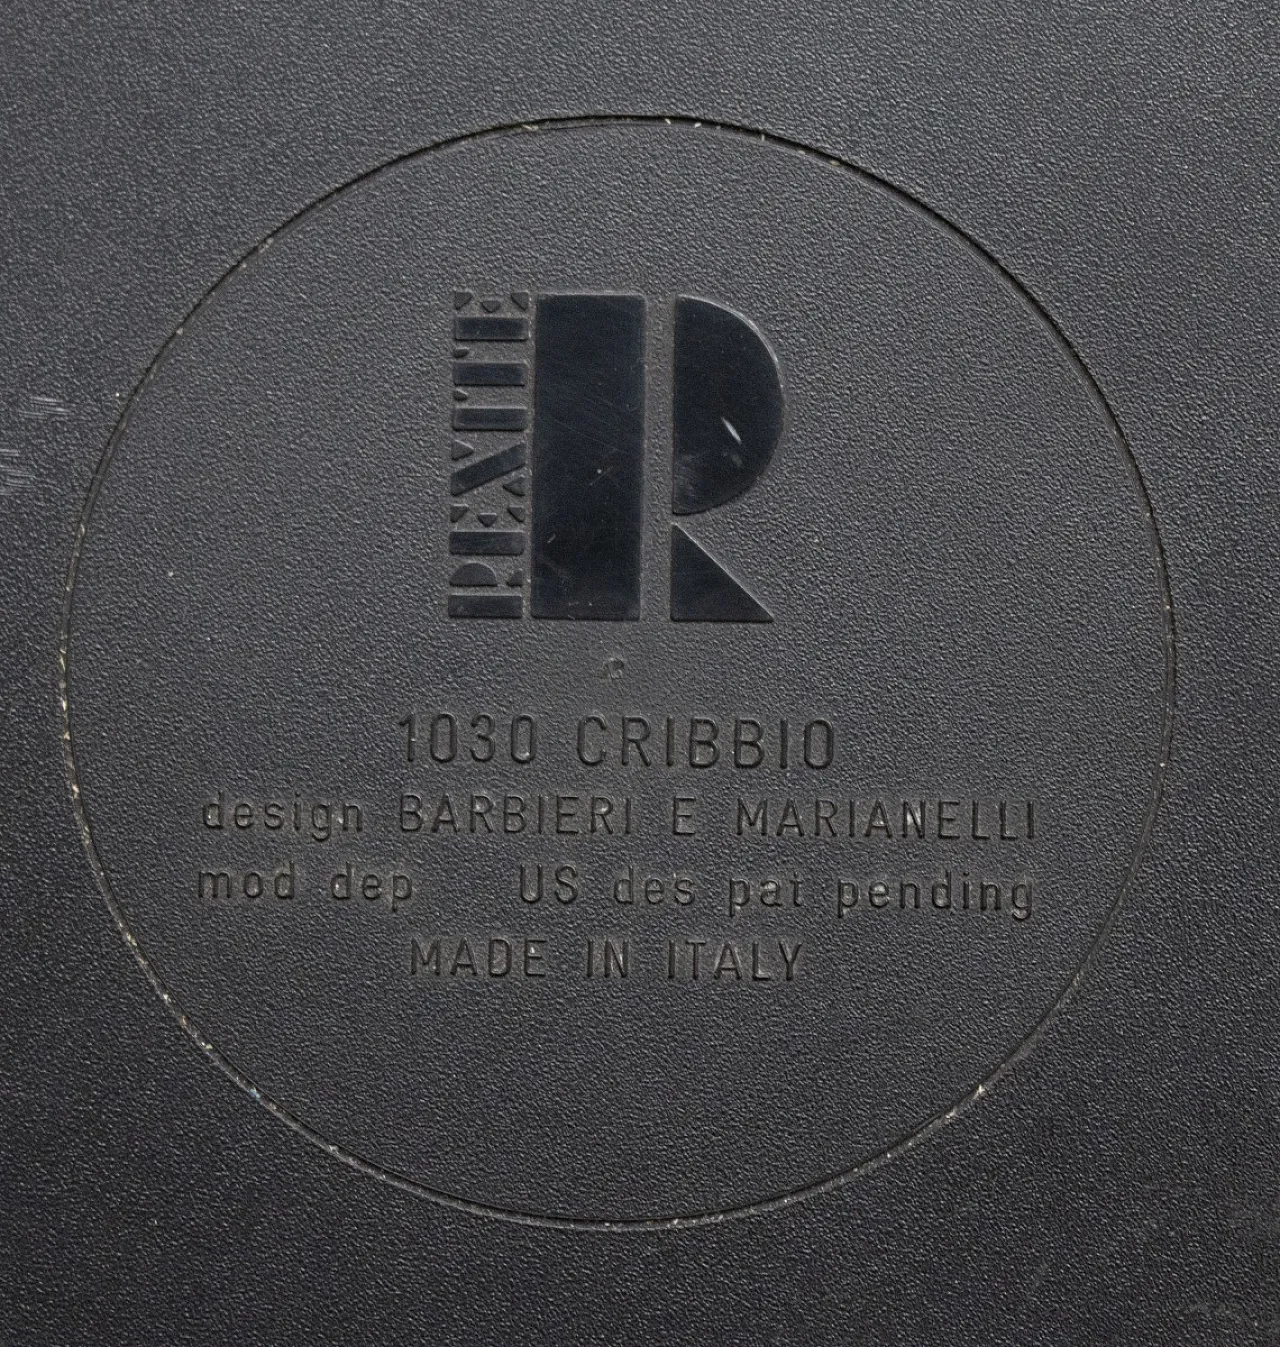 REXITE
R
1030 CRIBBIO
design BARBIERI E MARIANELLI
mod dep US des pat pending
MADE IN ITALY